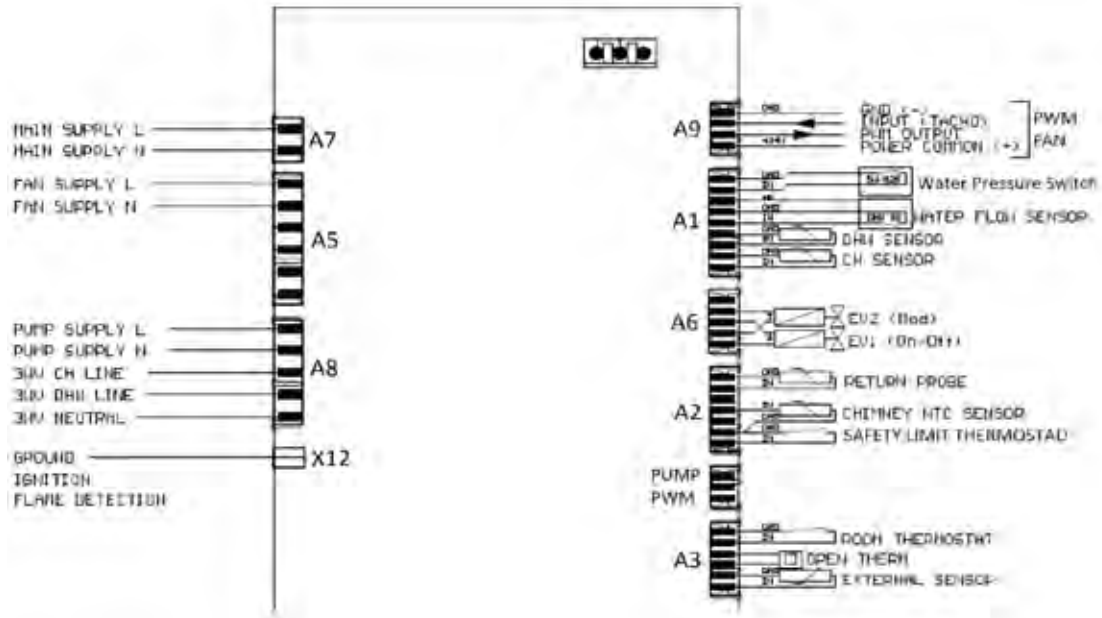 MAIN SUPPLY L
MAIN SUPPLY N
A7
FAN SUPPLY L
FAN SUPPLY N
A5
PUMP SUPPLY L
PUMP SUPPLY N
3WV CH LINE
3WV DHW LINE
3WV NEUTRAL
A8
GROUND
X12
IGNITION
FLAME DETECTION
A9
GND
GND (-)
INPUT (TACHO)
PWM OUTPUT
POWER COMMON (+)
PWM
FAN
A1
Water Pressure Switch
WATER FLOW SENSOR
DHW SENSOR
CH SENSOR
A6
EV2 (Mod)
EV1 (On/Off)
A2
RETURN PROBE
CHIMNEY NTC SENSOR
SAFETY LIMIT THERMOSTAD
PUMP
PWM
A3
ROOM THERMOSTAT
OPEN THERM
EXTERNAL SENSOR